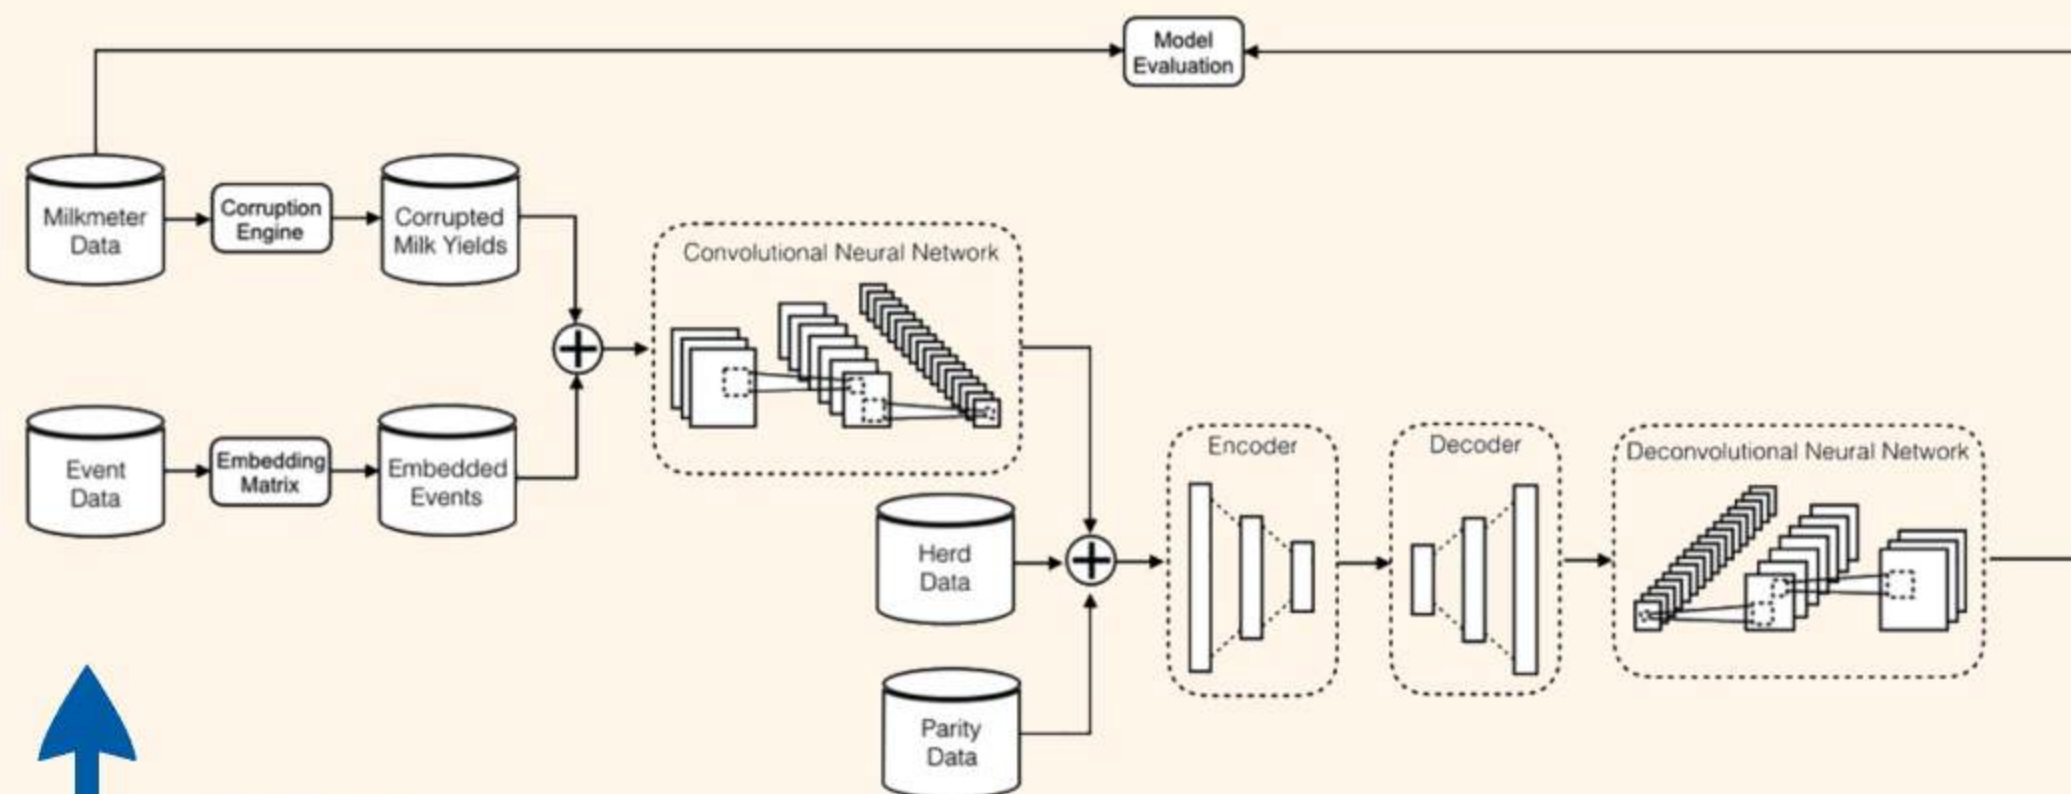 Model
Evaluation
Milkmeter
Data
Corruption
Engine
Corrupted
Milk Yields
Convolutional Neural Network
Event
Data
Embedding
Matrix
Embedded
Events
Herd
Data
Parity
Data
Encoder
Decoder
Deconvolutional Neural Network